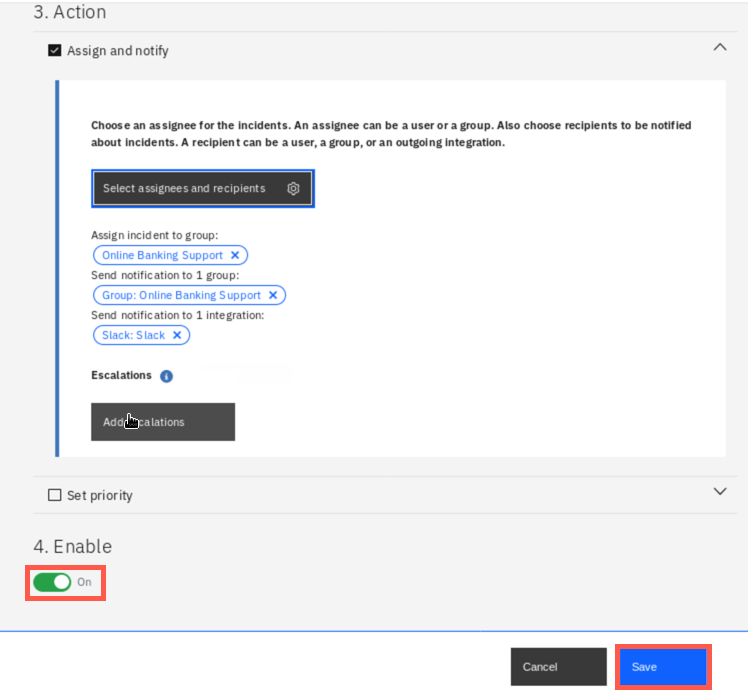 3. Action
Assign and notify
Choose an assignee for the incidents. An assignee can be a user or a group. Also choose recipients to be notified
about incidents. A recipient can be a user, a group, or an outgoing integration.
Select assignees and recipients
Assign incident to group:
Online Banking Support
Send notification to 1 group:
Group: Online Banking Support
Send notification to 1 integration:
Slack: Slack
Escalations
Add escalations
Set priority
4. Enable
On
Cancel
Save